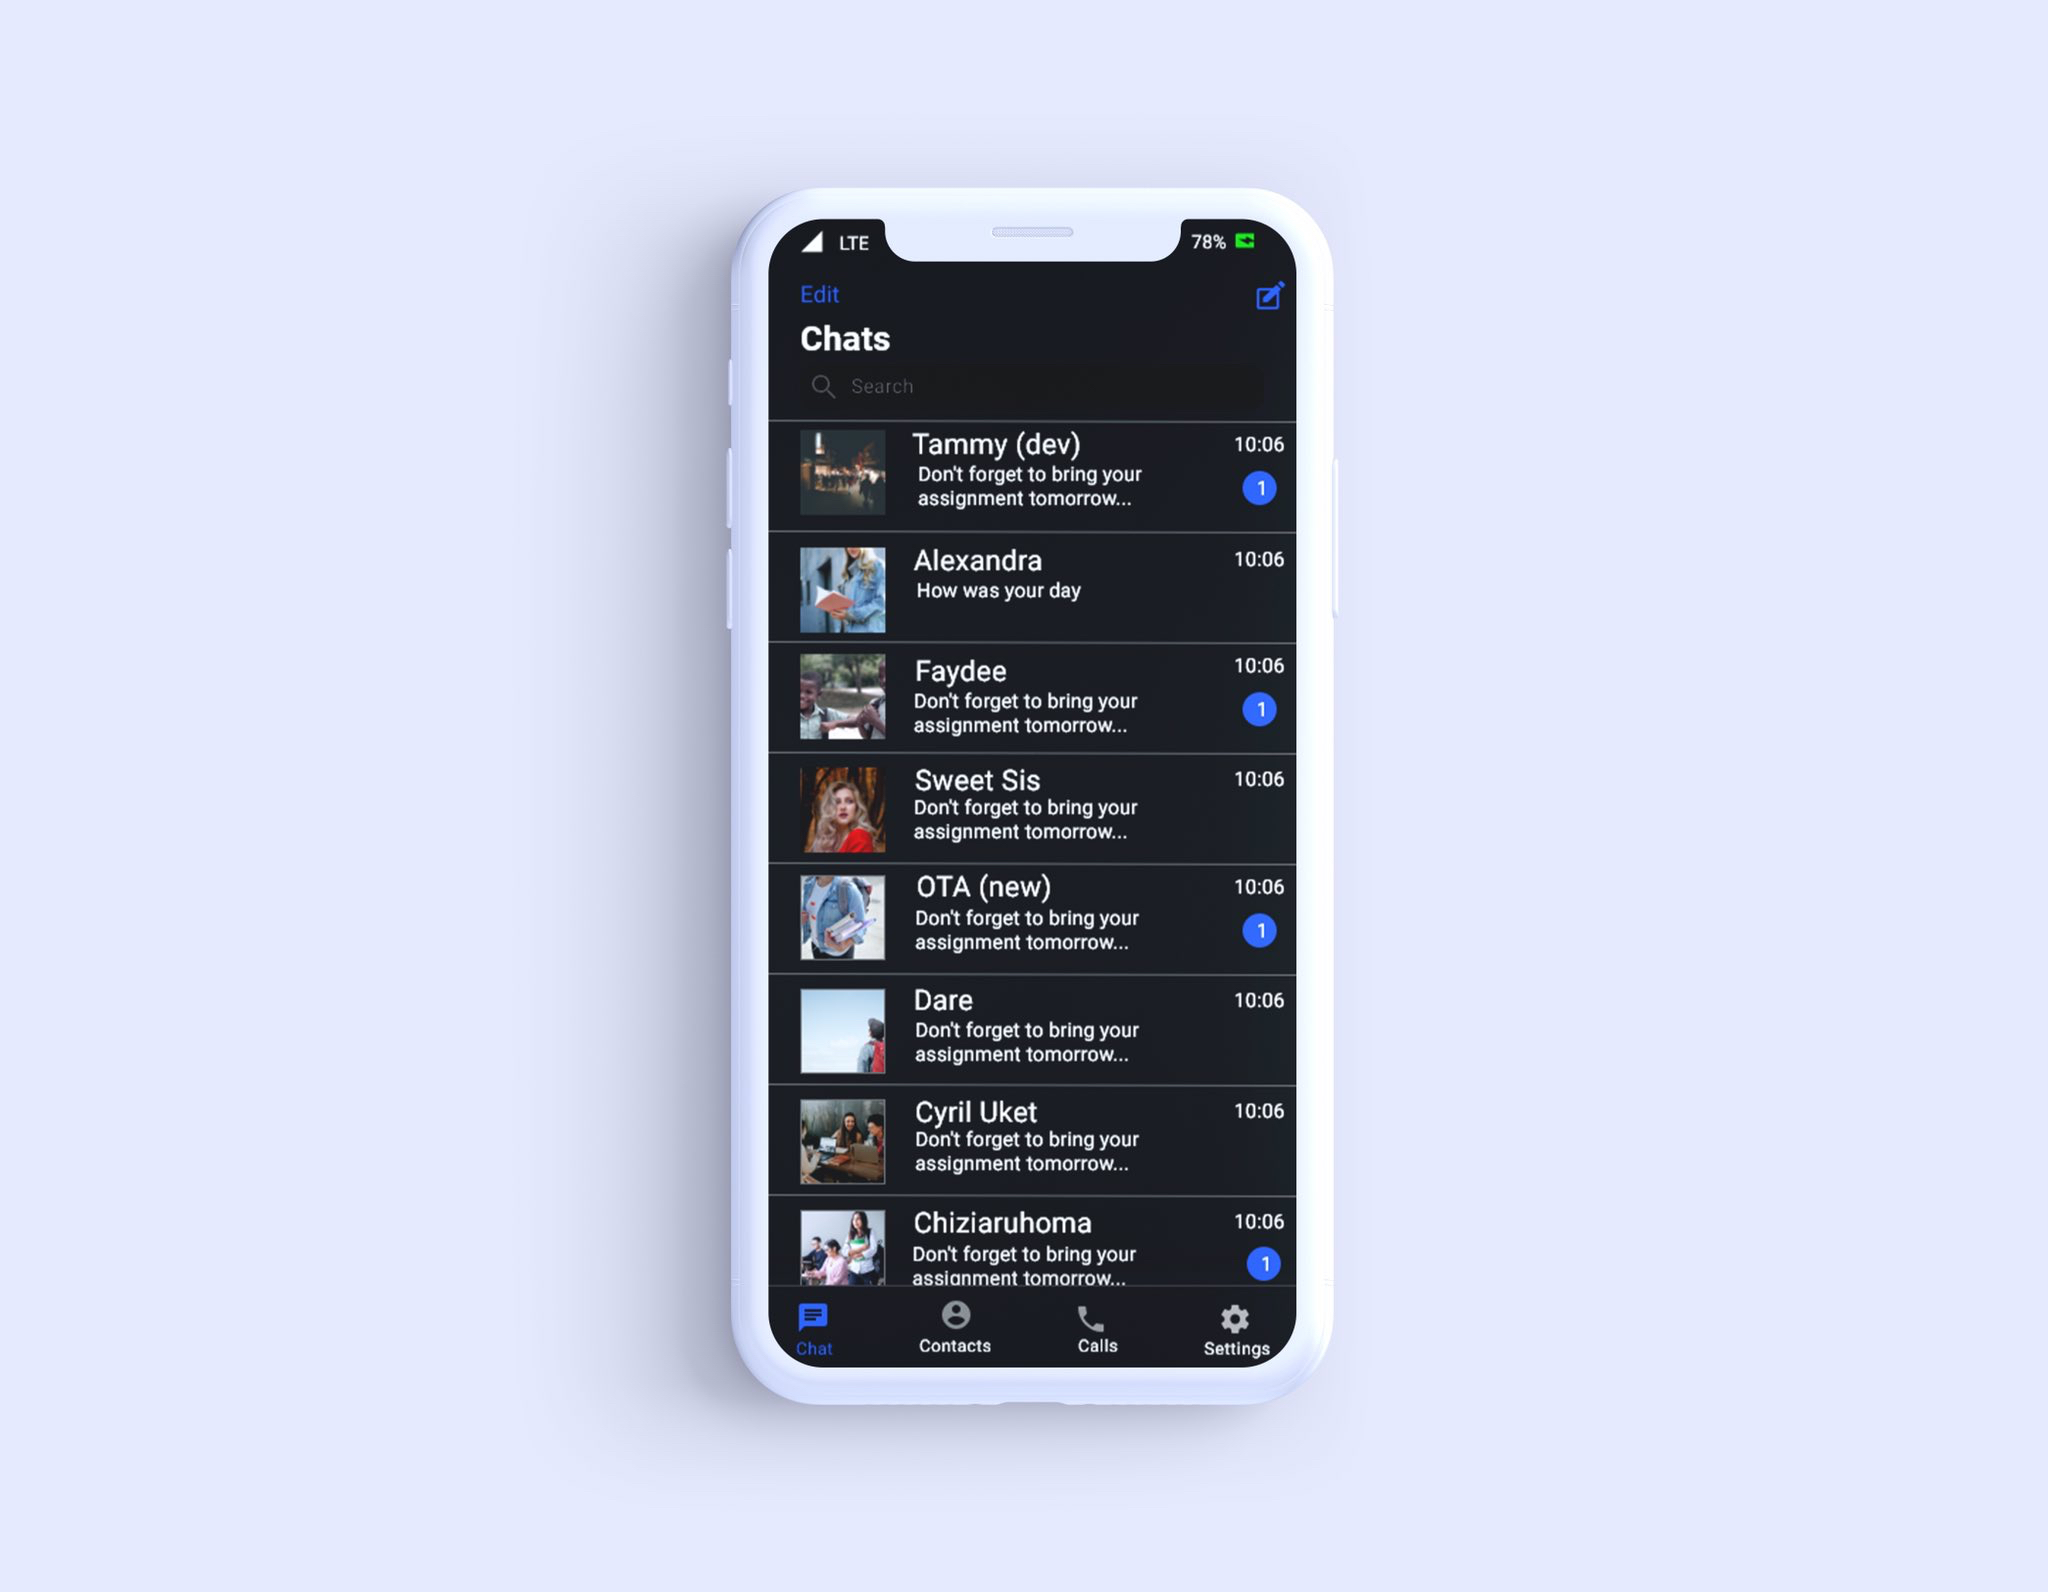 LTE
78%
Edit
Chats
Search
Tammy (dev)
10:06
Don't forget to bring your
assignment tomorrow...
1
Alexandra
10:06
How was your day
Faydee
10:06
Don't forget to bring your
assignment tomorrow...
1
Sweet Sis
10:06
Don't forget to bring your
assignment tomorrow...
OTA (new)
10:06
Don't forget to bring your
assignment tomorrow...
1
Dare
10:06
Don't forget to bring your
assignment tomorrow...
Cyril Uket
10:06
Don't forget to bring your
assignment tomorrow...
Chiziaruhoma
10:06
Don't forget to bring your
assignment tomorrow...
1
Chat
Contacts
Calls
Settings